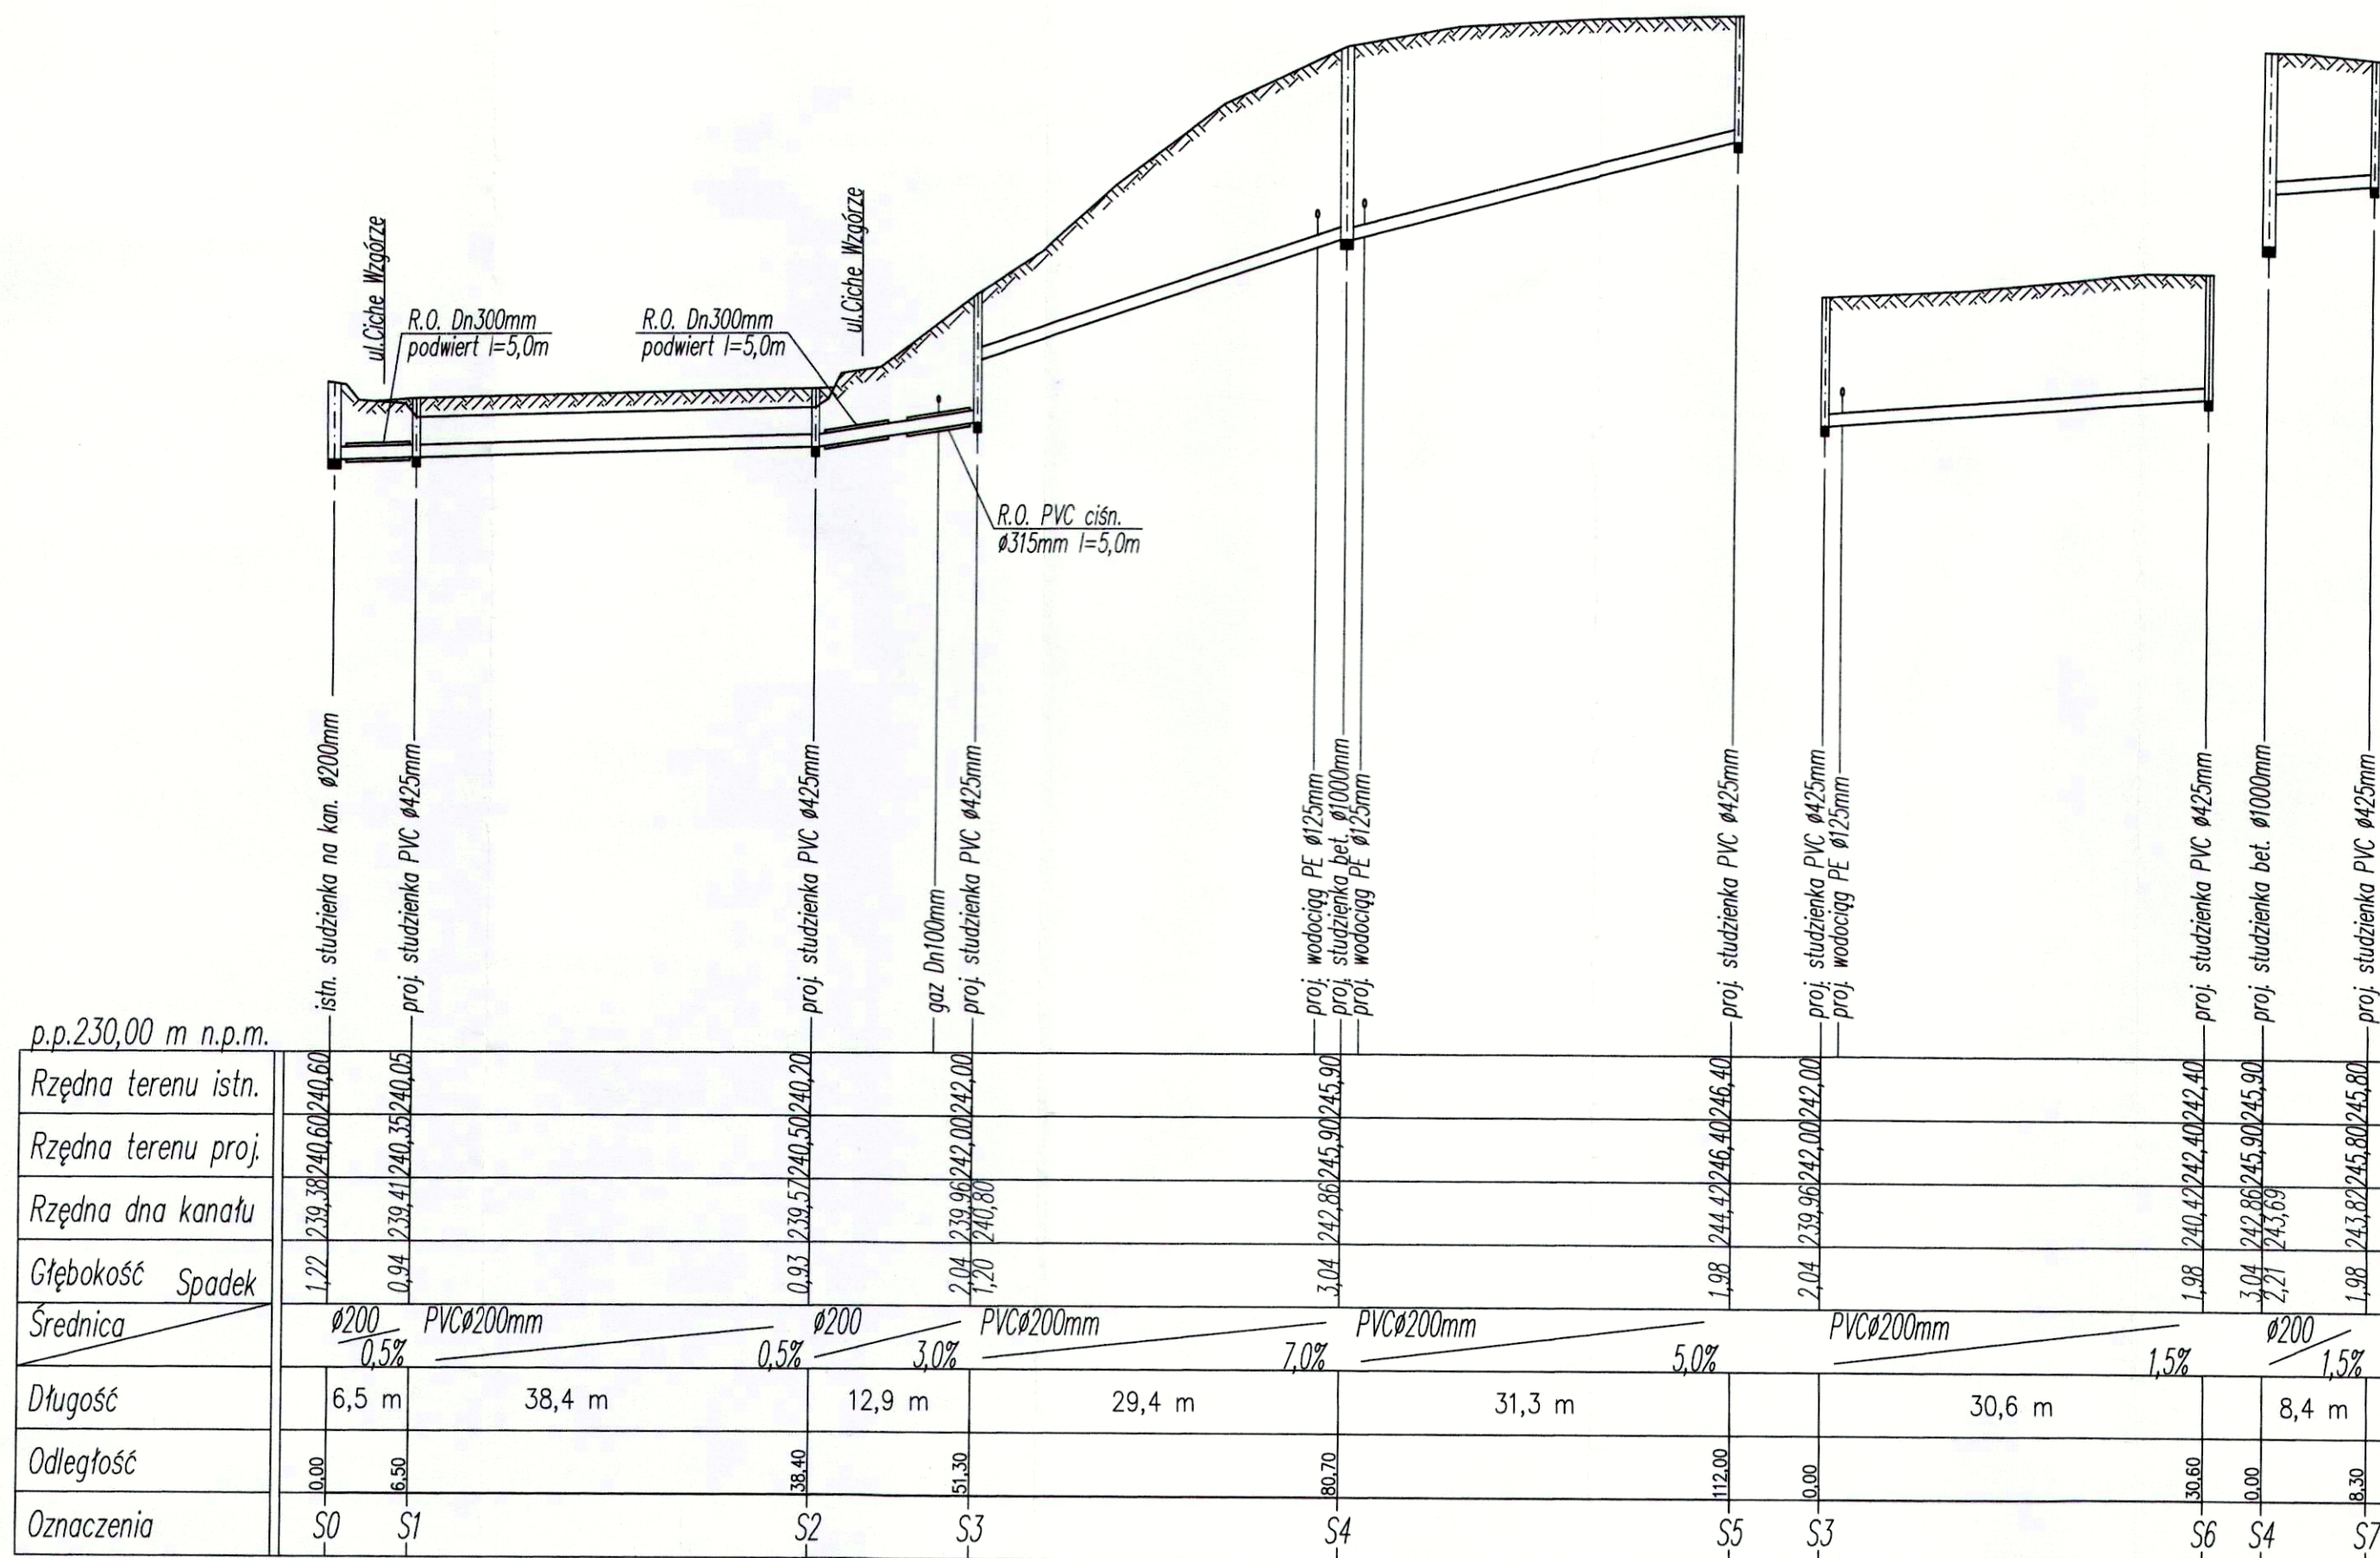 ul.Ciche Wzgórze
R.O. Dn300mm
podwiert l=5,0m
R.O. Dn300mm
podwiert l=5,0m
ul.Ciche Wzgórze
R.O. PVC ciśn.
ø315mm l=5,0m
istn. studzienka na kan. ø200mm
proj. studzienka PVC ø425mm
proj. studzienka PVC ø425mm
gaz Dn100mm
proj. studzienka PVC ø425mm
proj. wodociąg PE ø125mm
proj. studzienka bet. ø1000mm
proj. wodociąg PE ø125mm
proj. studzienka PVC ø425mm
proj. studzienka PVC ø425mm
proj. wodociąg PE ø125mm
proj. studzienka PVC ø425mm
proj. studzienka bet. ø1000mm
proj. studzienka PVC ø425mm
p.p.230,00 m n.p.m.
Rzędna terenu istn. 240,60 240,05 240,20 242,00 245,90 246,40 242,00 242,40 245,90 245,80
Rzędna terenu proj. 240,60 240,35 240,50 242,00 245,90 246,40 242,00 242,40 245,90 245,80
Rzędna dna kanału 239,38 239,41 239,57 239,96 240,80 242,86 244,42 239,96 240,42 242,86 243,69 243,82
Głębokość Spadek 1,22 0,94 0,93 2,04 1,20 3,04 1,98 2,04 1,98 3,04 2,21 1,98
Średnica ø200 0,5% PVCø200mm 0,5% ø200 3,0% PVCø200mm 7,0% PVCø200mm 5,0% PVCø200mm 1,5% ø200 1,5%
Długość 6,5 m 38,4 m 12,9 m 29,4 m 31,3 m 30,6 m 8,4 m
Odległość 0,00 6,50 38,40 51,30 80,70 112,00 0,00 30,60 0,00 8,30
Oznaczenia S0 S1 S2 S3 S4 S5 S3 S6 S4 S7